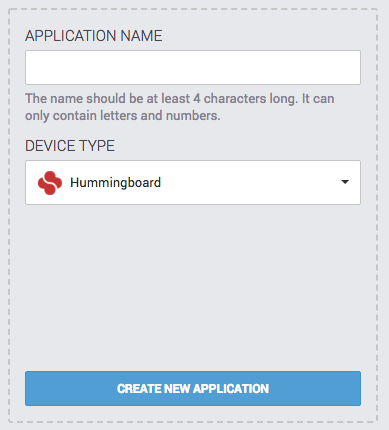 APPLICATION NAME
The name should be at least 4 characters long. It can
only contain letters and numbers.
DEVICE TYPE
Hummingboard
CREATE NEW APPLICATION